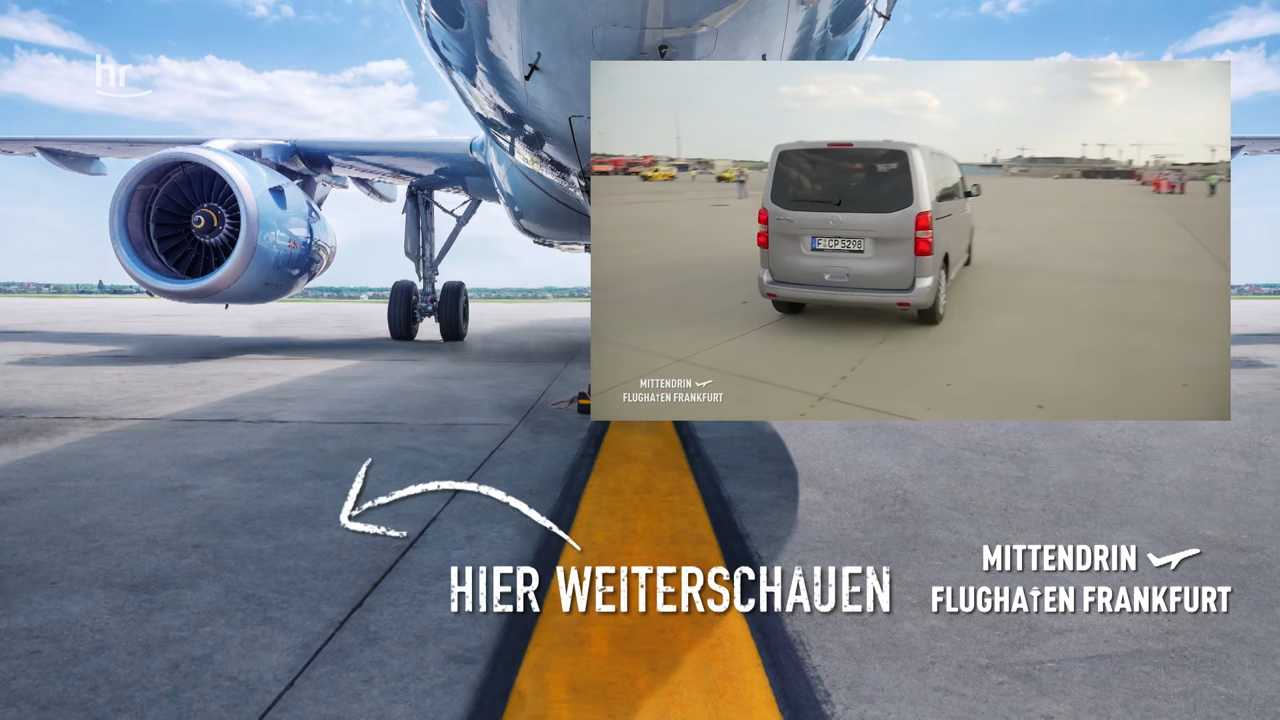 hr
F CP 5298
MITTENDRIN
FLUGHAFEN FRANKFURT
HIER WEITERSCHAUEN
MITTENDRIN
FLUGHAFEN FRANKFURT